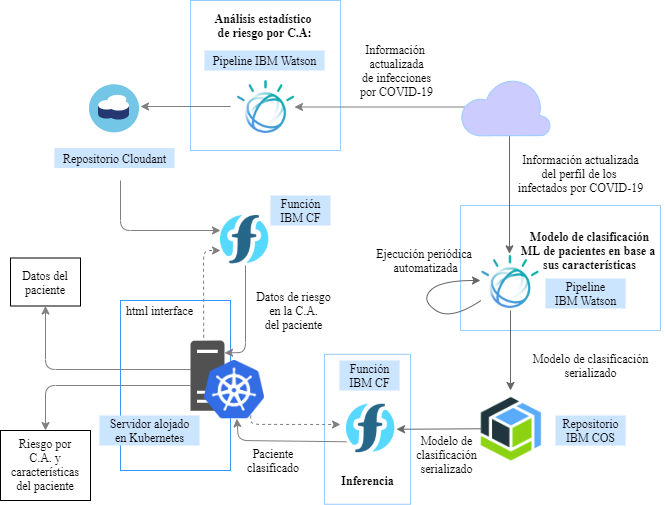 Análisis estadístico
de riesgo por C.A:
Pipeline IBM Watson
Información
actualizada
de infecciones
por COVID-19
Repositorio Cloudant
Información actualizada
del perfil de los
infectados por COVID-19
Función
IBM CF
Modelo de clasificación
ML de pacientes en base a
sus características
Ejecución periódica
automatizada
Pipeline
IBM Watson
Datos del
paciente
Datos de riesgo
en la C.A.
del paciente
html interface
Modelo de clasificación
serializado
Función
IBM CF
Servidor alojado
en Kubernetes
Repositorio
IBM COS
Riesgo por
C.A. y
características
del paciente
Paciente
clasificado
Modelo de
clasificación
serializado
Inferencia